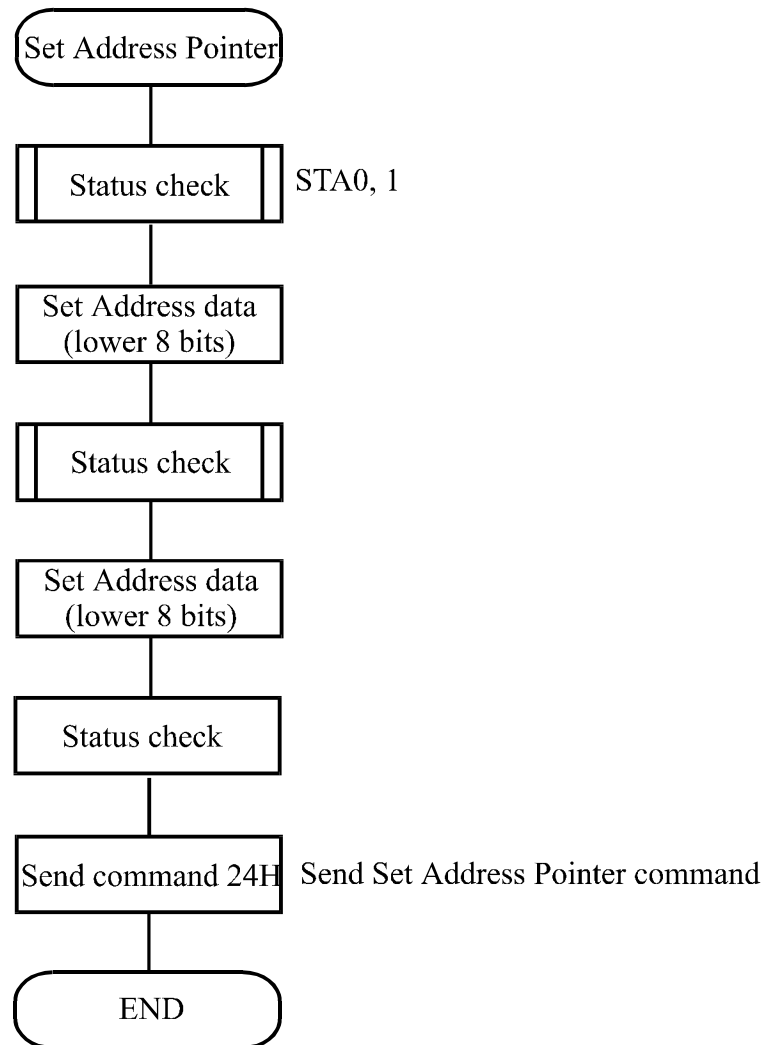 Set Address Pointer
Status check
STA0, 1
Set Address data
(lower 8 bits)
Status check
Set Address data
(lower 8 bits)
Status check
Send command 24H
Send Set Address Pointer command
END